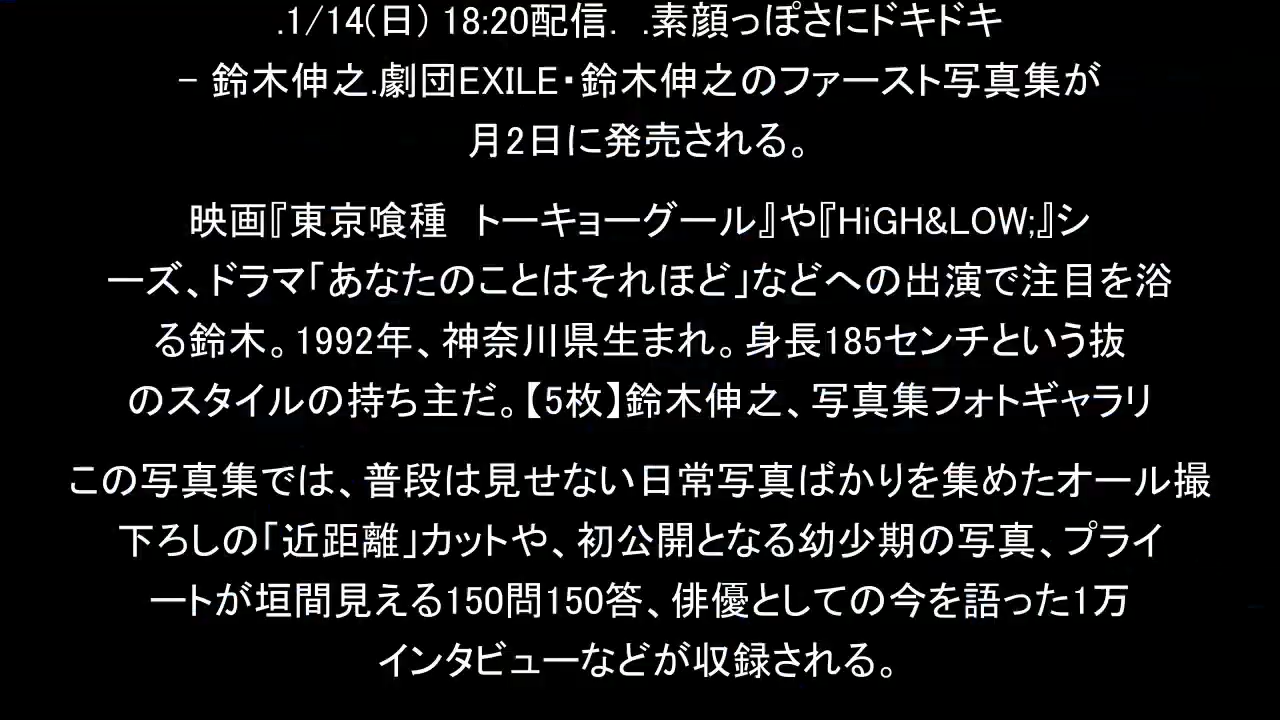 .1/14(日) 18:20配信. .素顔っぽさにドキドキ
- 鈴木伸之.劇団EXILE・鈴木伸之のファースト写真集が
月2日に発売される。
映画『東京喰種　トーキョーグール』や『HiGH&LOW;』シ
ーズ、ドラマ「あなたのことはそれほど」などへの出演で注目を浴
る鈴木。1992年、神奈川県生まれ。身長185センチという抜
のスタイルの持ち主だ。【5枚】鈴木伸之、写真集フォトギャラリ
この写真集では、普段は見せない日常写真ばかりを集めたオール撮
下ろしの「近距離」カットや、初公開となる幼少期の写真、プライ
ートが垣間見える150問150答、俳優としての今を語った1万
インタビューなどが収録される。